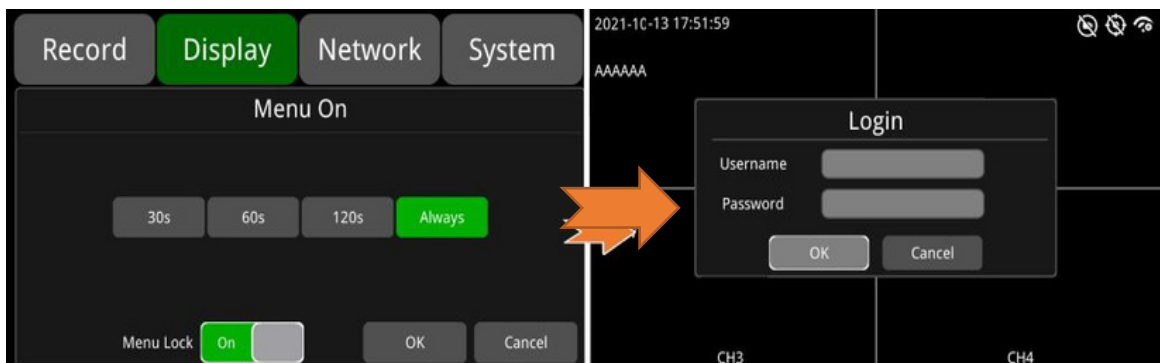 Record Display Network System
Menu On
30s 60s 120s Always
Menu Lock On OK Cancel
2021-10-13 17:51:59
AAAAAA
Login
Username
Password
OK Cancel
CH3 CH4